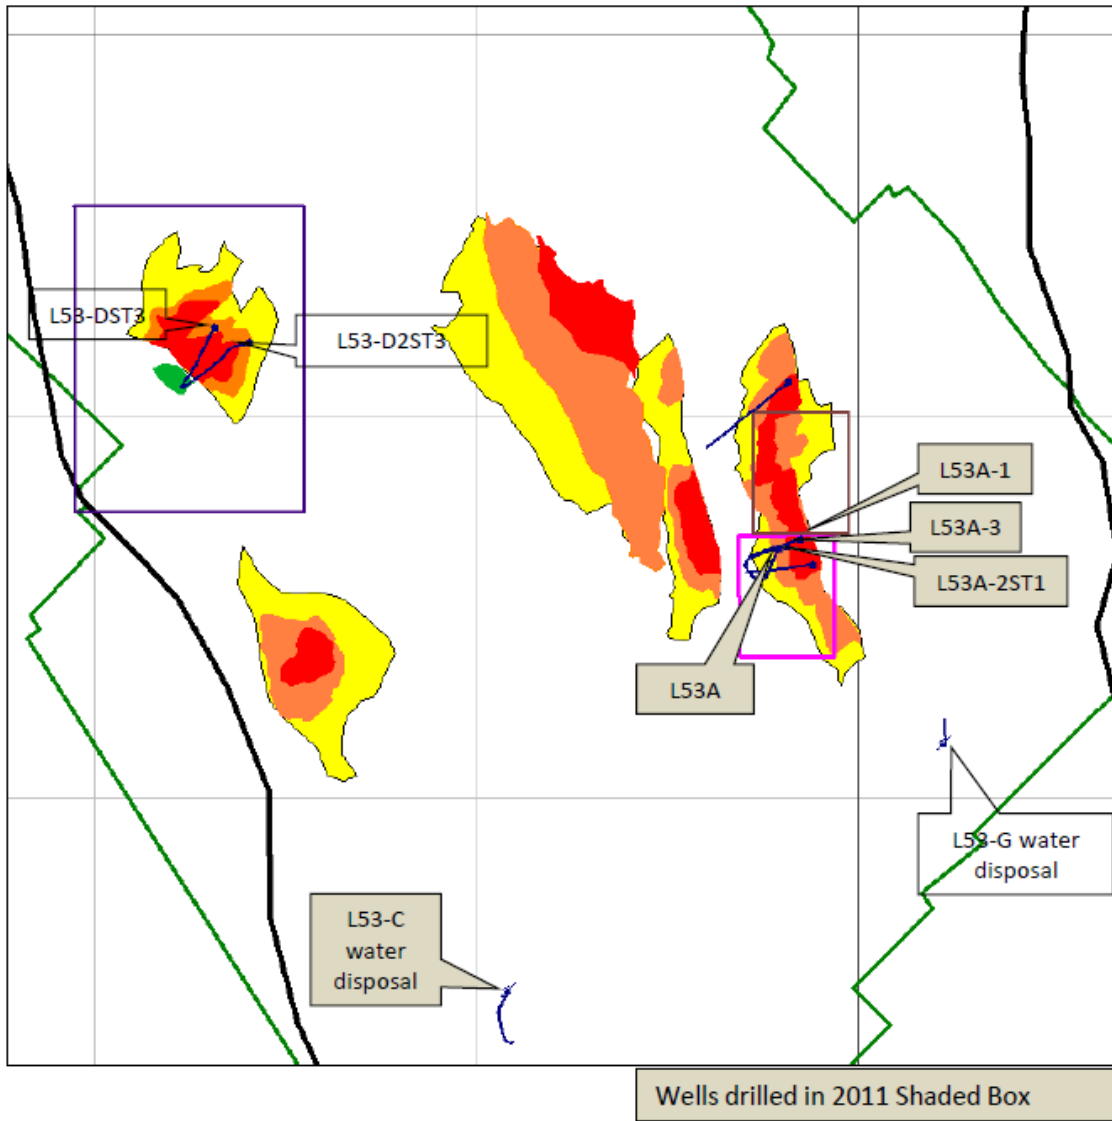 L53-DST3
L53-D2ST3
L53A-1
L53A-3
L53A-2ST1
L53A
L53-G water
disposal
L53-C
water
disposal
Wells drilled in 2011 Shaded Box